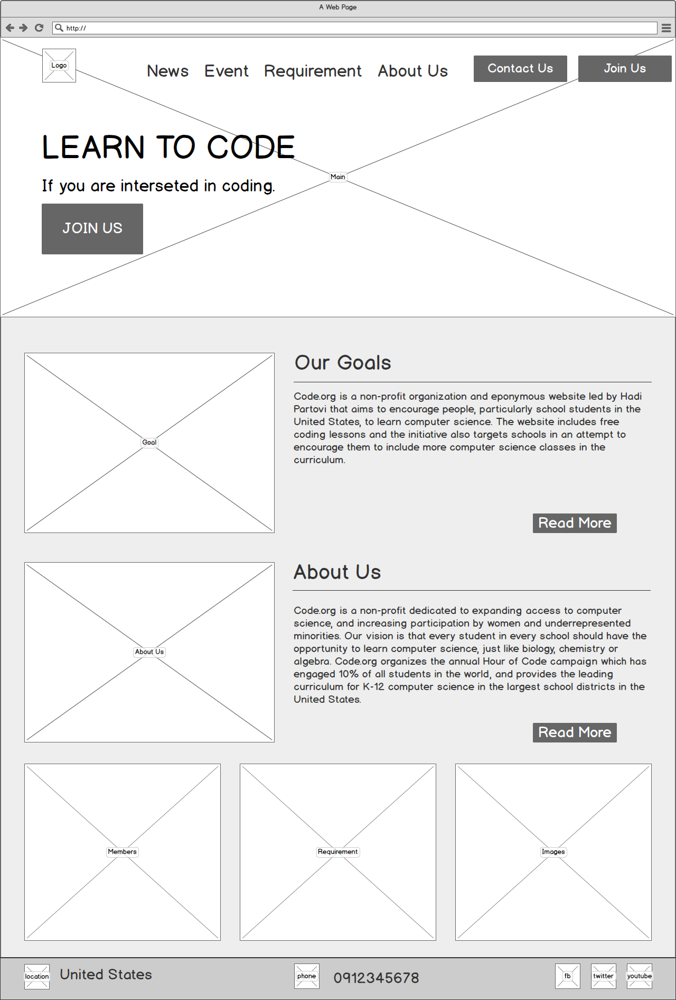 A Web Page
http://
Logo
News Event Requirement About Us
Contact Us
Join Us
LEARN TO CODE
Main
If you are interseted in coding.
JOIN US
Our Goals
Code.org is a non-profit organization and eponymous website led by Hadi
Partovi that aims to encourage people, particularly school students in the
United States, to learn computer science. The website includes free
coding lessons and the initiative also targets schools in an attempt to
encourage them to include more computer science classes in the
curriculum.
Goal
Read More
About Us
Code.org is a non-profit dedicated to expanding access to computer
science, and increasing participation by women and underrepresented
minorities. Our vision is that every student in every school should have the
opportunity to learn computer science, just like biology, chemistry or
algebra. Code.org organizes the annual Hour of Code campaign which has
engaged 10% of all students in the world, and provides the leading
curriculum for K-12 computer science in the largest school districts in the
United States.
About Us
Read More
Members
Requirement
Images
location
United States
phone
0912345678
fb
twitter
youtube